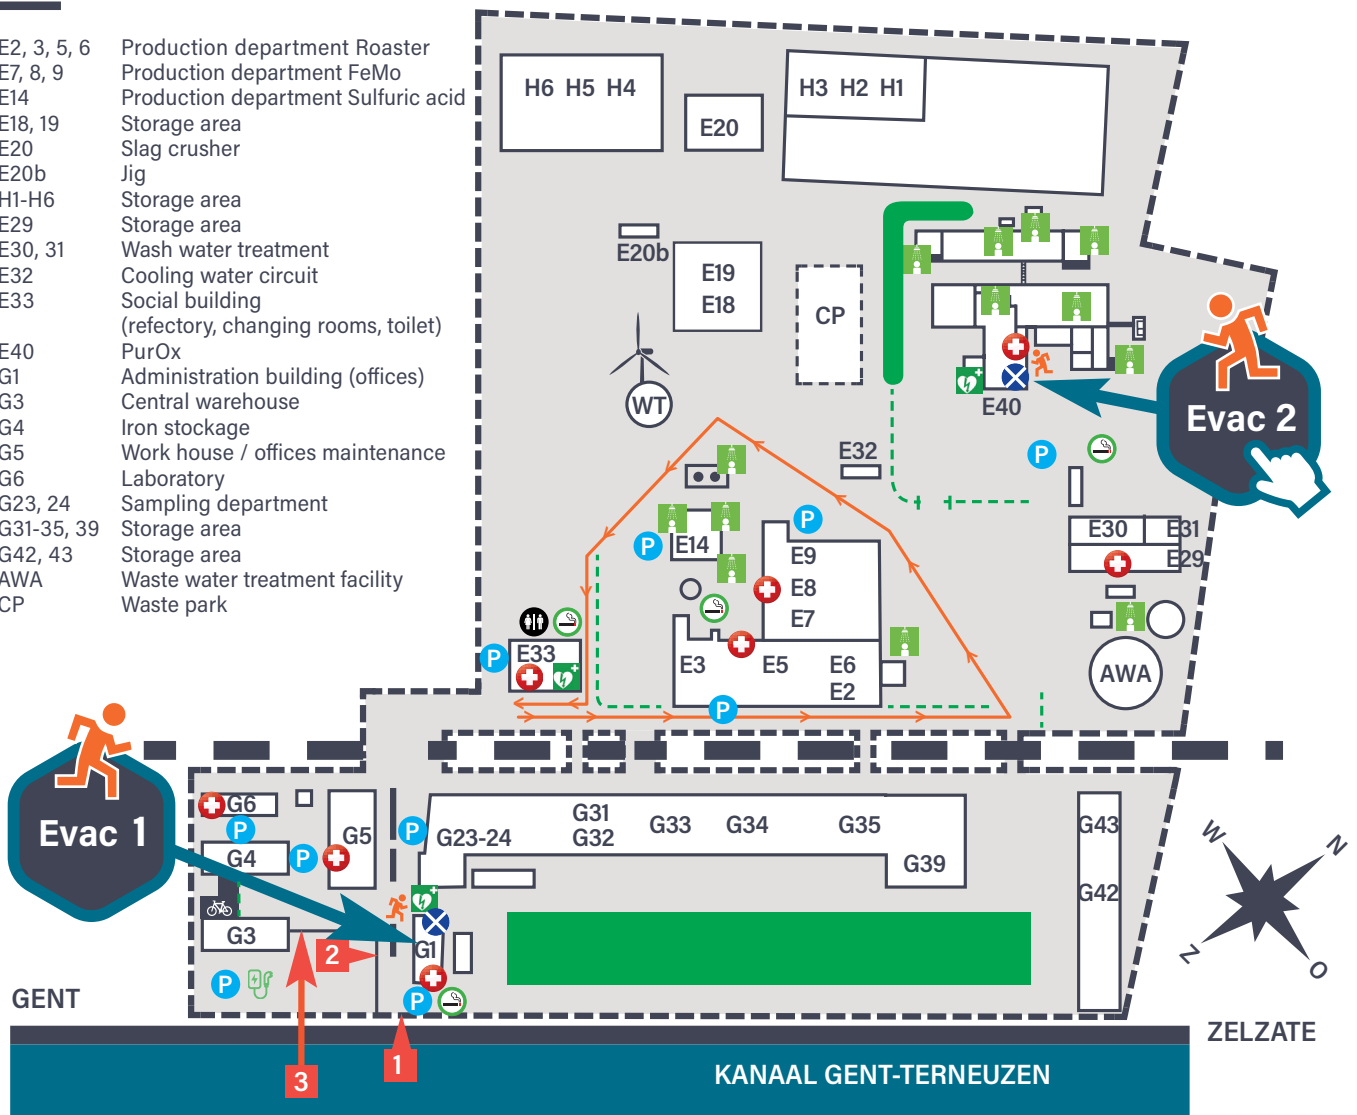 E2, 3, 5, 6 Production department Roaster
E7, 8, 9 Production department FeMo
E14 Production department Sulfuric acid
E18, 19 Storage area
E20 Slag crusher
E20b Jig
H1-H6 Storage area
E29 Storage area
E30, 31 Wash water treatment
E32 Cooling water circuit
E33 Social building
(refectory, changing rooms, toilet)
E40 PurOx
G1 Administration building (offices)
G3 Central warehouse
G4 Iron stockage
G5 Work house / offices maintenance
G6 Laboratory
G23, 24 Sampling department
G31-35, 39 Storage area
G42, 43 Storage area
AWA Waste water treatment facility
CP Waste park
H6 H5 H4
E20
H3 H2 H1
E20b
E19
E18
CP
WT
E40
Evac 2
E32
P
P
P
E14
E9
E8
E7
E30
E31
E29
P
E33
E3
E5
E6
E2
P
AWA
Evac 1
G6
P
G4
P
G5
P
G23-24
G31
G32
G33
G34
G35
G39
G43
G42
G3
2
G1
P
P
W
N
Z
O
GENT
ZELZATE
1
3
KANAAL GENT-TERNEUZEN